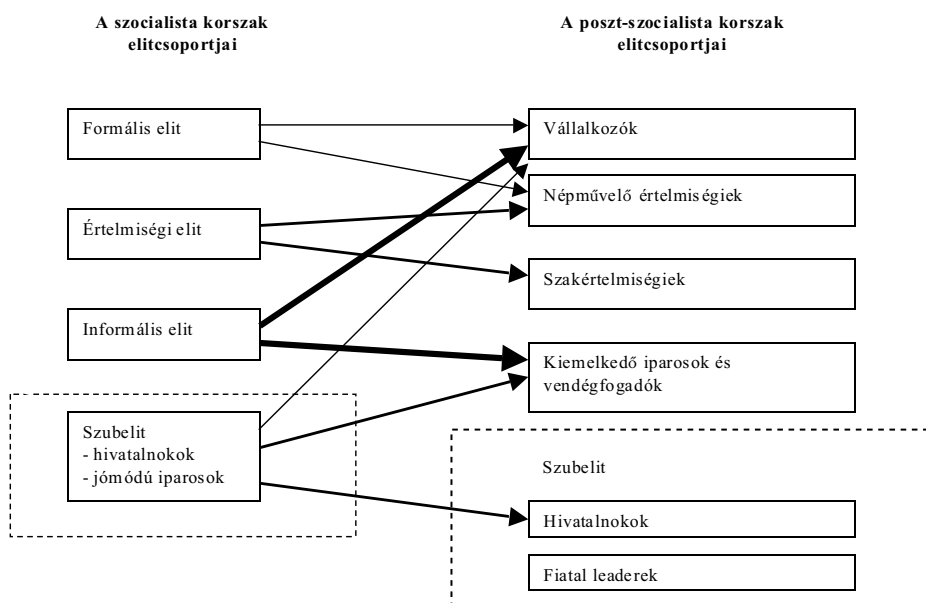 A szocialista korszak
elitcsoportjai
A poszt-szocialista korszak
elitcsoportjai
Formális elit
Értelmiségi elit
Informális elit
Szubelit
- hivatalnokok
- jómódú iparosok
Vállalkozók
Népművelő értelmiségiek
Szakértelmiségiek
Kiemelkedő iparosok és
vendégfogadók
Szubelit
Hivatalnokok
Fiatal leaderek